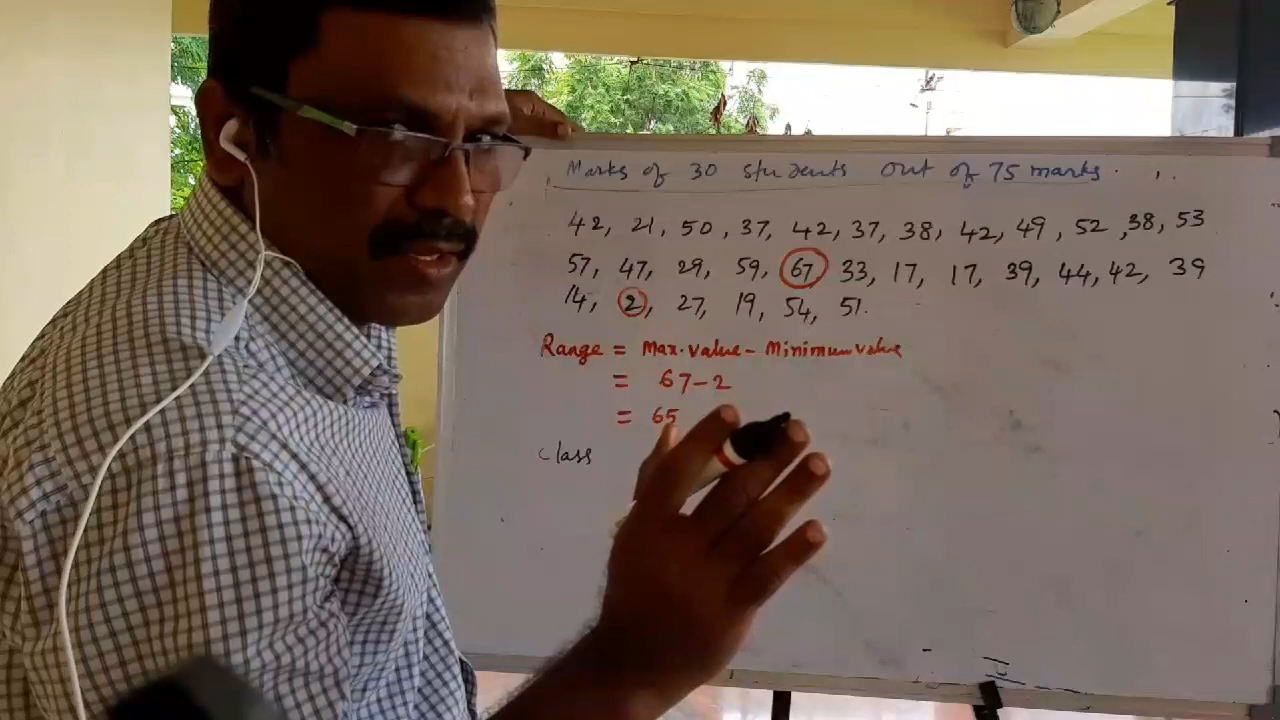 Marks of 30 students out of 75 marks.
42, 21, 50, 37, 42, 37, 38, 42, 49, 52, 38, 53
57, 47, 29, 59, 67 33, 17, 17, 39, 44, 42, 39
14, 2, 27, 19, 54, 51.
Range = Max.value - Minimum value
= 67-2
= 65
Class